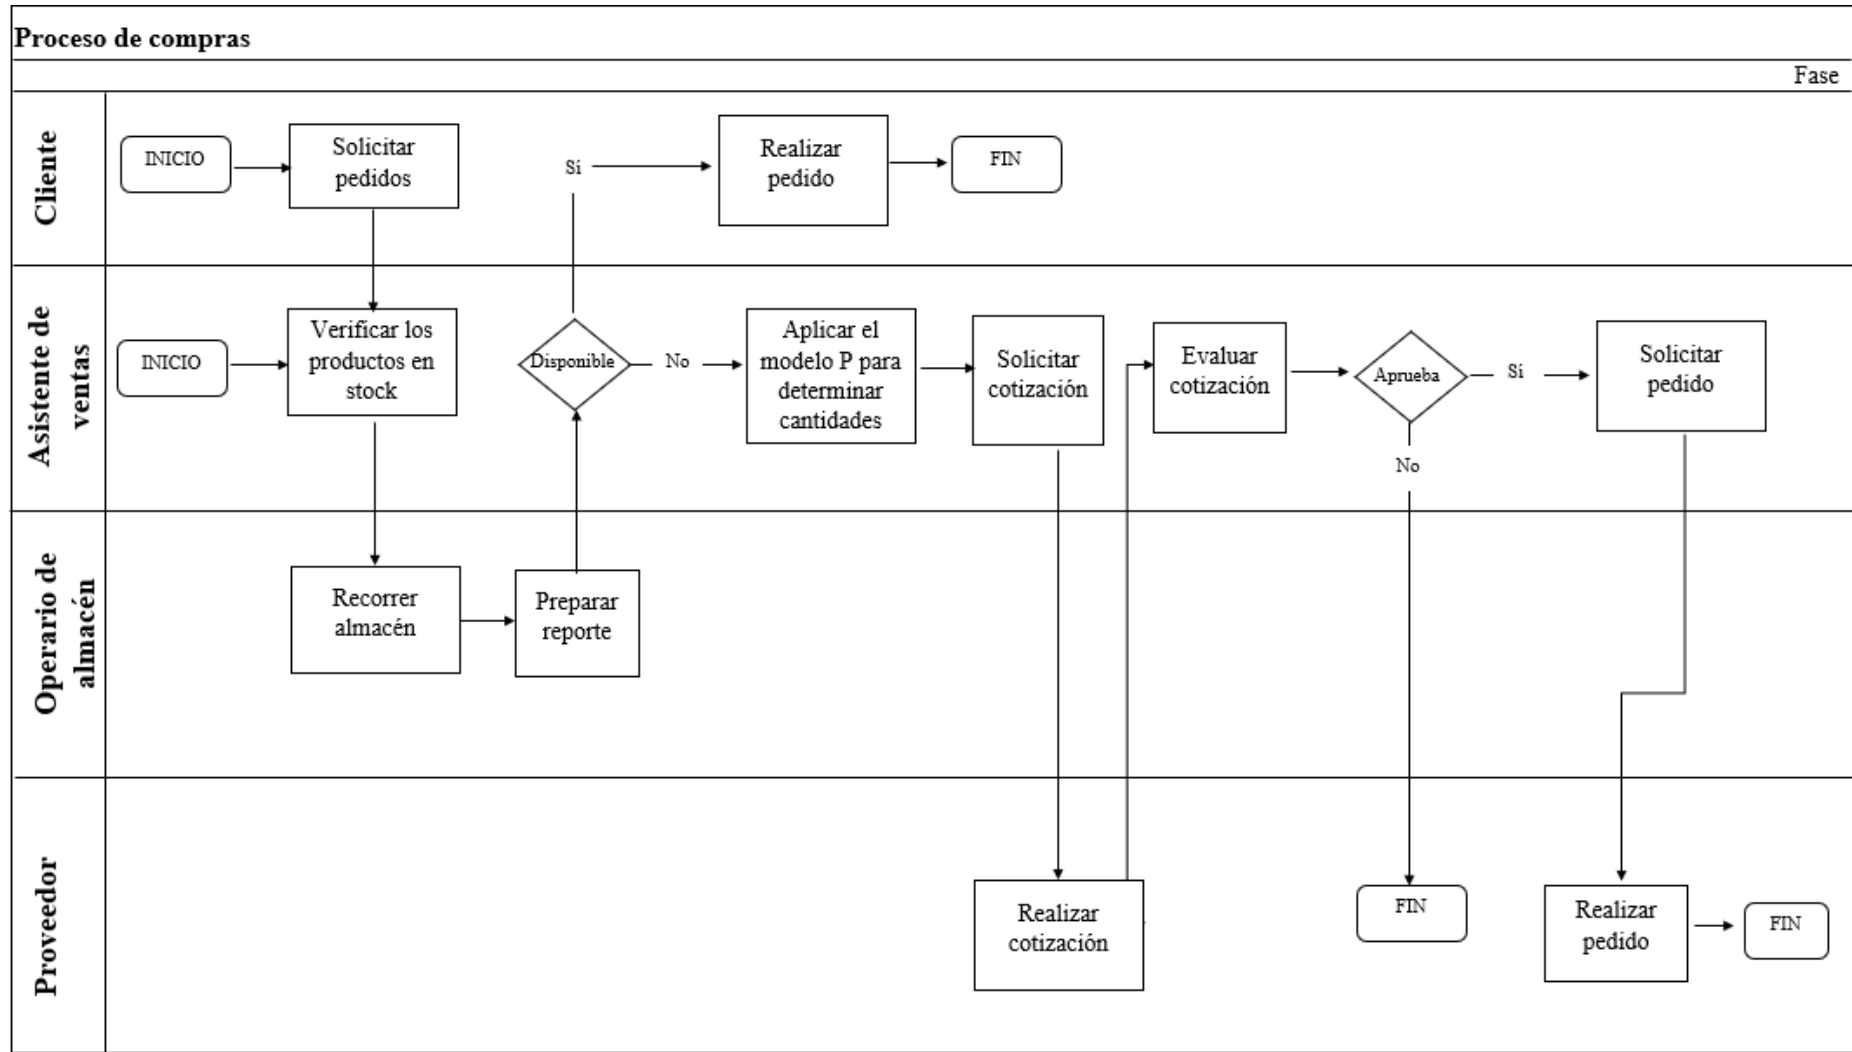 Proceso de compras
Fase
Cliente
INICIO
Solicitar
pedidos
Sí
Realizar
pedido
FIN
Asistente de
ventas
INICIO
Verificar los
productos en
stock
Disponible
No
Aplicar el
modelo P para
determinar
cantidades
Solicitar
cotización
Evaluar
cotización
Aprueba
Si
Solicitar
pedido
No
Operario de
almacén
Recorrer
almacén
Preparar
reporte
Proveedor
Realizar
cotización
FIN
Realizar
pedido
FIN